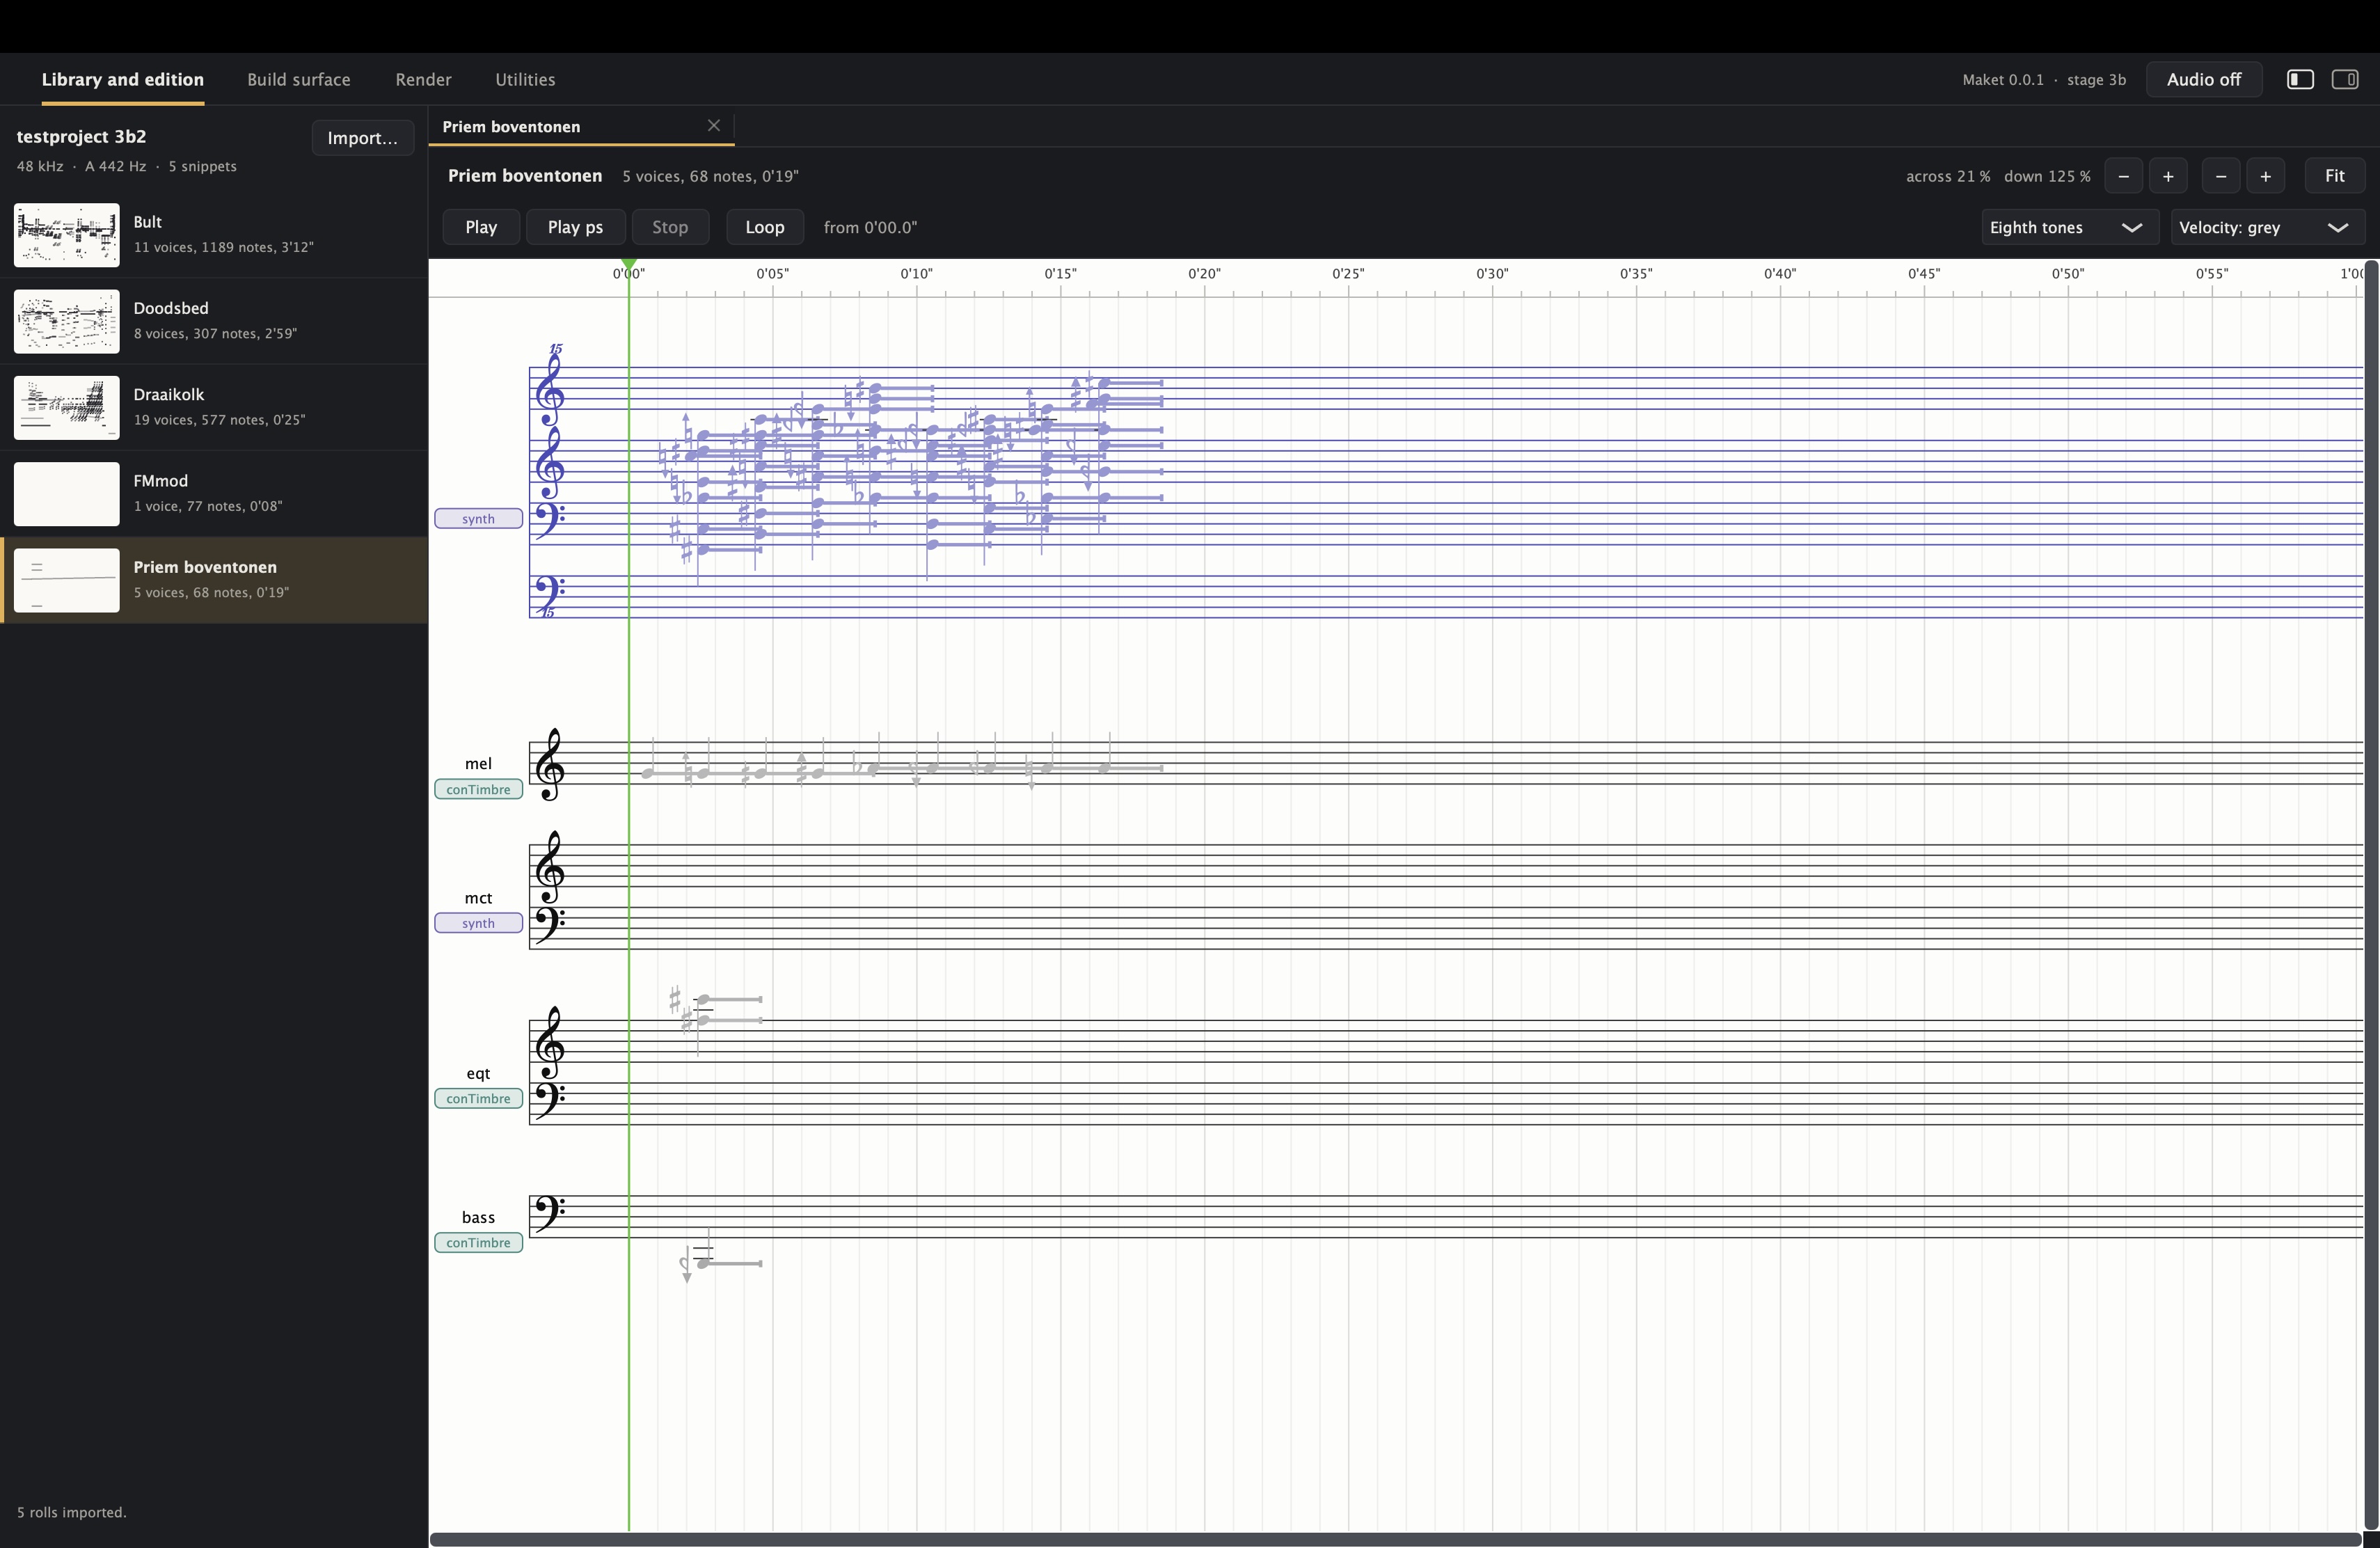 Library and edition Build surface Render Utilities Maket 0.0.1 · stage 3b Audio off
testproject 3b2 Import...
48 kHz · A 442 Hz · 5 snippets
Bult
11 voices, 1189 notes, 3'12"
Doodsbed
8 voices, 307 notes, 2'59"
Draaikolk
19 voices, 577 notes, 0'25"
FMmod
1 voice, 77 notes, 0'08"
Priem boventonen
5 voices, 68 notes, 0'19"
5 rolls imported.
Priem boventonen
Priem boventonen 5 voices, 68 notes, 0'19" across 21 % down 125 % − + − + Fit
Play Play ps Stop Loop from 0'00.0" Eighth tones Velocity: grey
0'00" 0'05" 0'10" 0'15" 0'20" 0'25" 0'30" 0'35" 0'40" 0'45" 0'50" 0'55"
15
synth
15
mel
conTimbre
mct
synth
eqt
conTimbre
bass
conTimbre